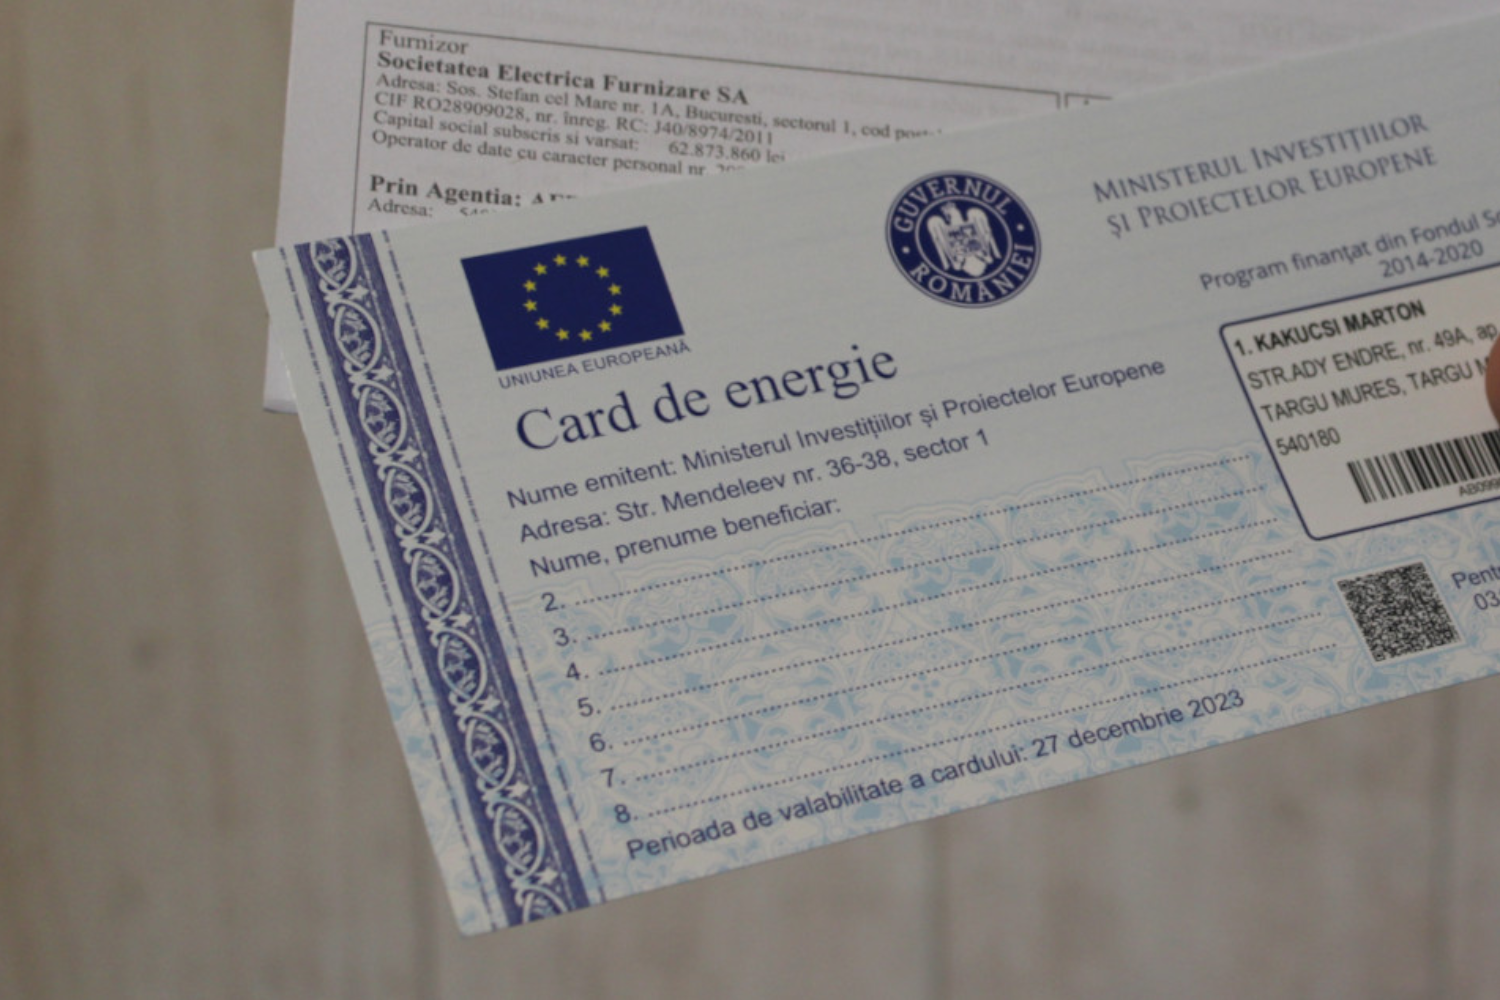 Furnizor
Societatea Electrica Furnizare SA
Adresa: Sos. Stefan cel Mare nr. 1A, Bucuresti, sectorul 1, cod
CIF RO28909028, nr. înreg. RC: J40/8974/2011
Capital social subscris si varsat: 62.873.860 lei
Operator de date cu caracter personal nr.
Prin Agentia:
Adresa:
UNIUNEA EUROPEANĂ
GUVERNUL ROMÂNIEI
MINISTERUL INVESTIȚIILOR
ȘI PROIECTELOR EUROPENE
Program finanţat din Fondul
2014-2020
Card de energie
Nume emitent: Ministerul Investițiilor și Proiectelor Europene
Adresa: Str. Mendeleev nr. 36-38, sector 1
Nume, prenume beneficiar:
1. KAKUCSI MARTON
STR.ADY ENDRE, nr. 49A, ap
TARGU MURES, TARGU
540180
2.
3.
4.
5.
6.
7.
8.
Perioada de valabilitate a cardului: 27 decembrie 2023